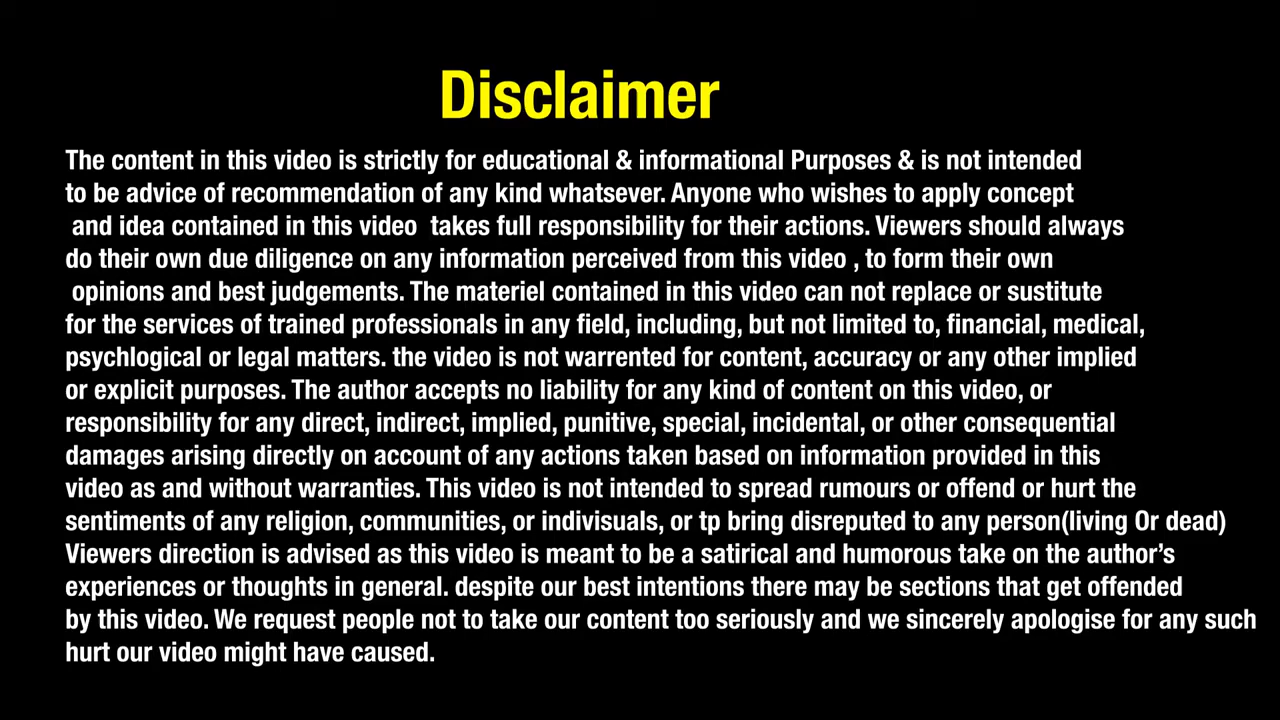 Disclaimer
The content in this video is strictly for educational & informational Purposes & is not intended
to be advice of recommendation of any kind whatsever. Anyone who wishes to apply concept
and idea contained in this video takes full responsibility for their actions. Viewers should always
do their own due diligence on any information perceived from this video , to form their own
opinions and best judgements. The materiel contained in this video can not replace or sustitute
for the services of trained professionals in any field, including, but not limited to, financial, medical,
psychlogical or legal matters. the video is not warrented for content, accuracy or any other implied
or explicit purposes. The author accepts no liability for any kind of content on this video, or
responsibility for any direct, indirect, implied, punitive, special, incidental, or other consequential
damages arising directly on account of any actions taken based on information provided in this
video as and without warranties. This video is not intended to spread rumours or offend or hurt the
sentiments of any religion, communities, or indivisuals, or tp bring disreputed to any person(living Or dead)
Viewers direction is advised as this video is meant to be a satirical and humorous take on the author’s
experiences or thoughts in general. despite our best intentions there may be sections that get offended
by this video. We request people not to take our content too seriously and we sincerely apologise for any such
hurt our video might have caused.